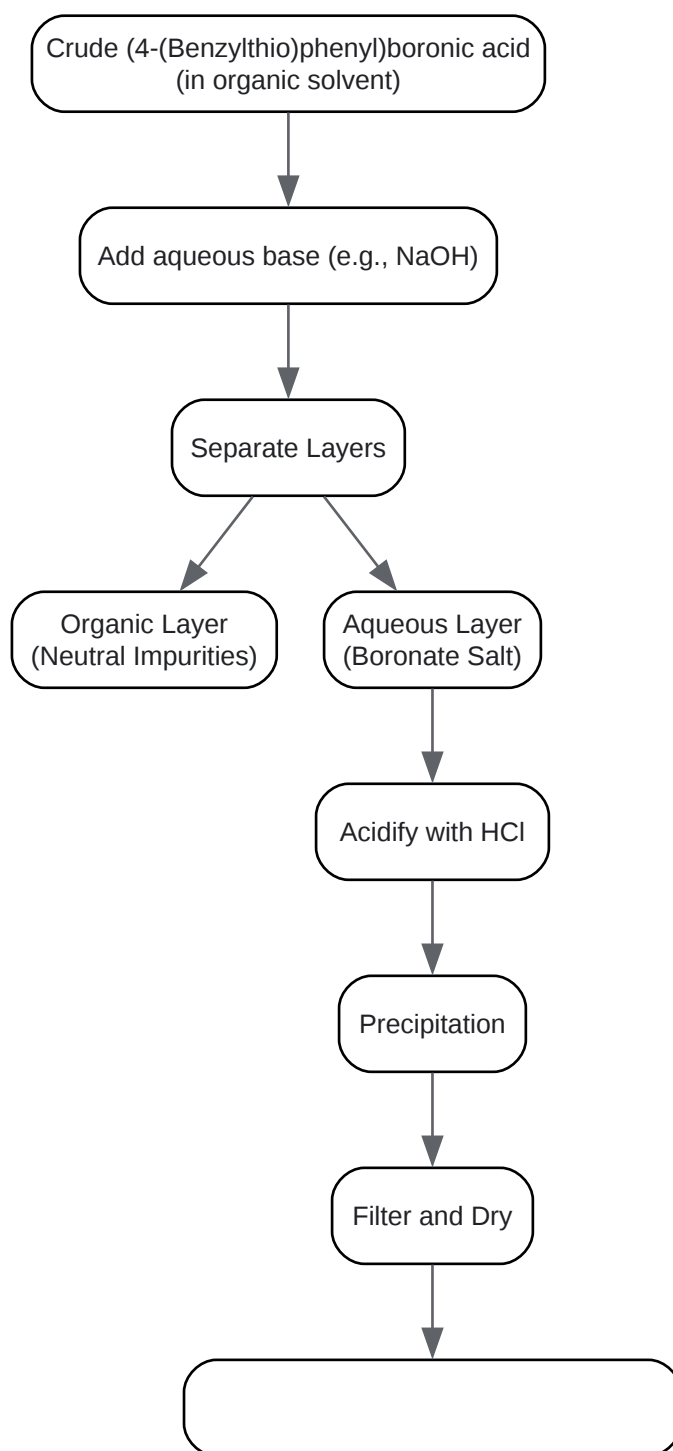 Crude (4-(Benzylthio)phenyl)boronic acid
(in organic solvent)
Add aqueous base (e.g., NaOH)
Separate Layers
Organic Layer
(Neutral Impurities)
Aqueous Layer
(Boronate Salt)
Acidify with HCl
Precipitation
Filter and Dry